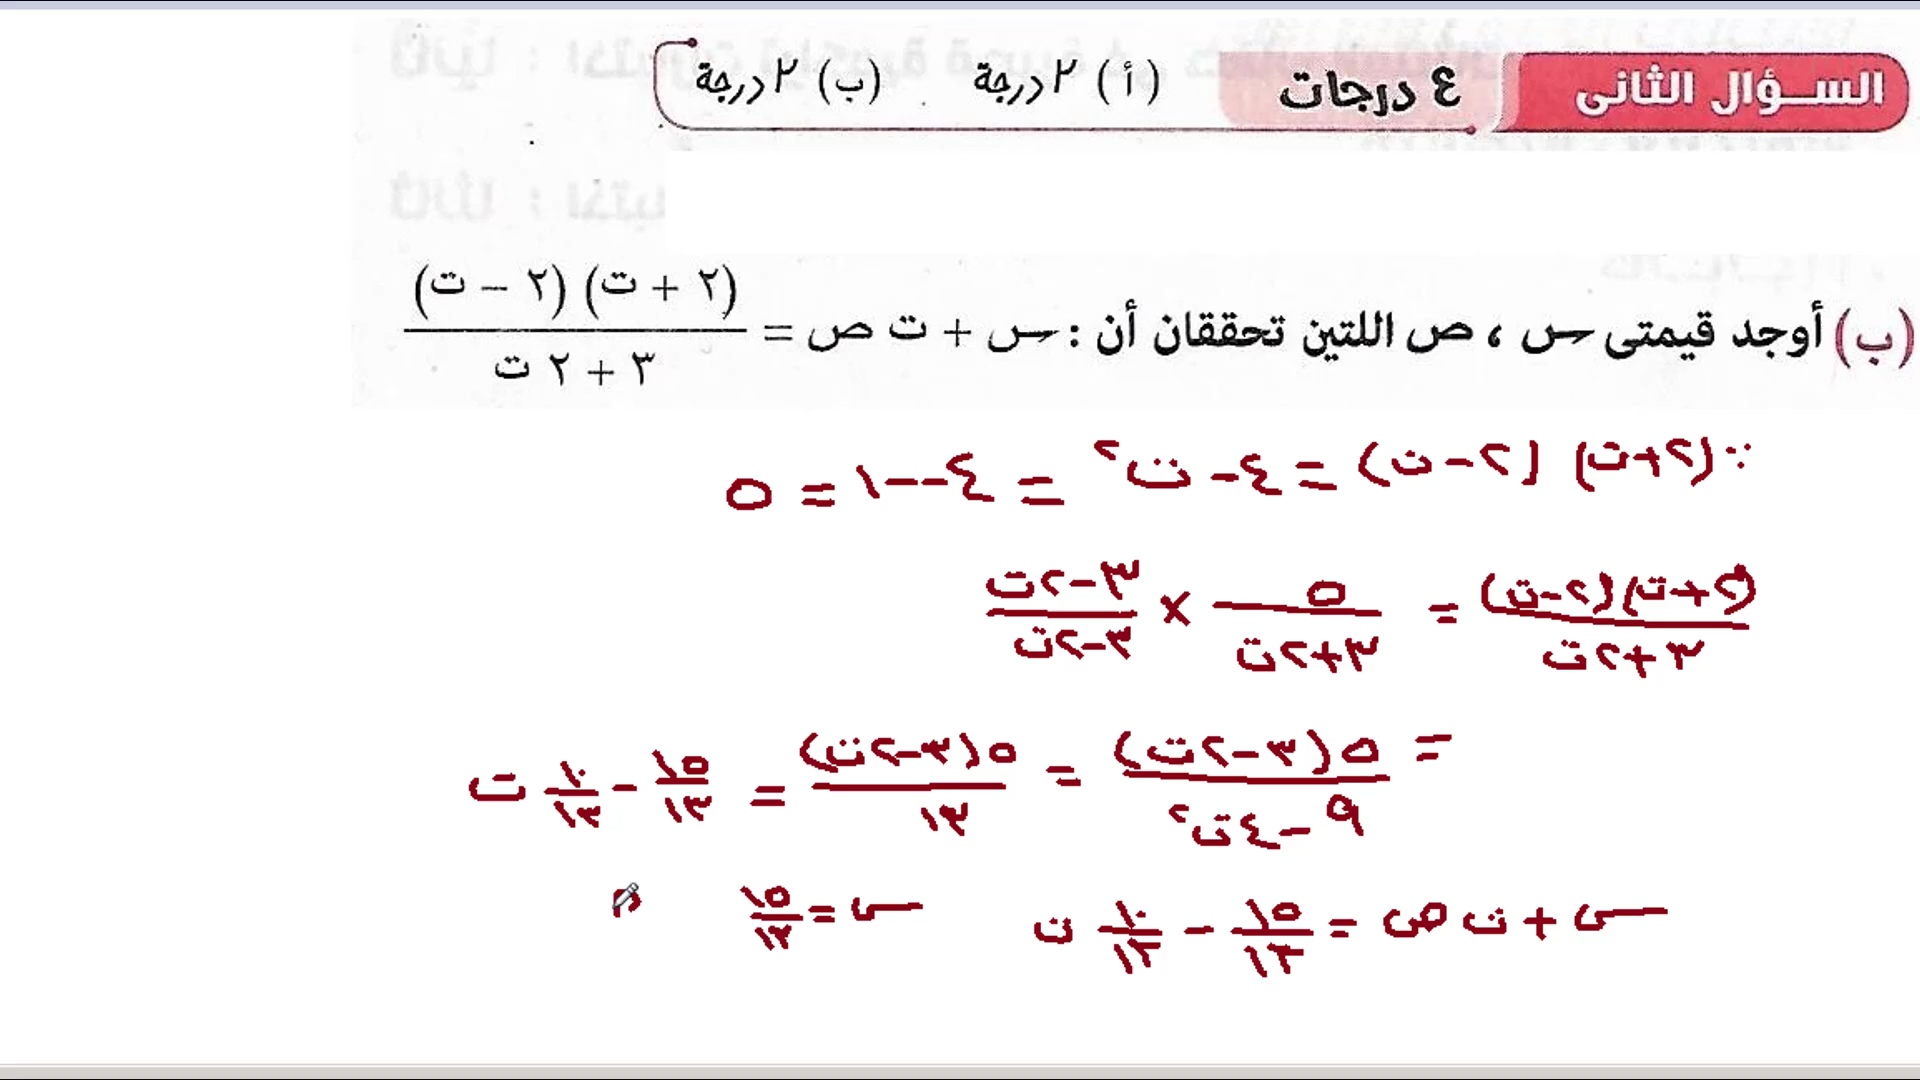 السؤال الثانى ٤ درجات (أ) ٢ درجة (ب) ٢ درجة
(ب) أوجد قيمتى س ، ص اللتين تحققان أن : س + ت ص = (٢ + ت) (٢ − ت) / ٣ + ٢ ت
∵ (٢+ت) (٢−ت) = ٤ − ت٢ = ٤ − −١ = ٥
(٢+ت)(٢−ت) / ٣+٢ت = ٥ / ٣+٢ت × ٣−٢ت / ٣−٢ت
= ٥(٣−٢ت) / ٩−٤ت٢ = ٥(٣−٢ت) / ١٣ = ١٥/١٣ − ١٠/١٣ ت
س + ت ص = ١٥/١٣ − ١٠/١٣ ت س = ١٥/١٣